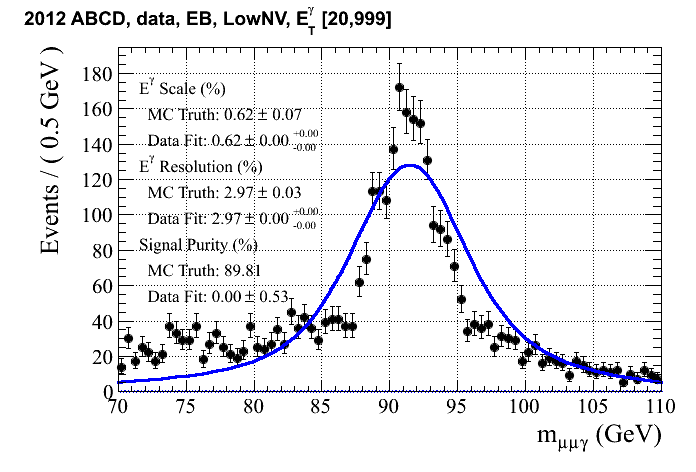 2012 ABCD, data, EB, LowNV, E_T^γ [20,999]
Events / ( 0.5 GeV )
180
160
140
120
100
80
60
40
20
0
E^γ Scale (%)
MC Truth: 0.62 ± 0.07
Data Fit: 0.62 ± 0.00 +0.00 -0.00
E^γ Resolution (%)
MC Truth: 2.97 ± 0.03
Data Fit: 2.97 ± 0.00 +0.00 -0.00
Signal Purity (%)
MC Truth: 89.81
Data Fit: 0.00 ± 0.53
70 75 80 85 90 95 100 105 110
m_μμγ (GeV)